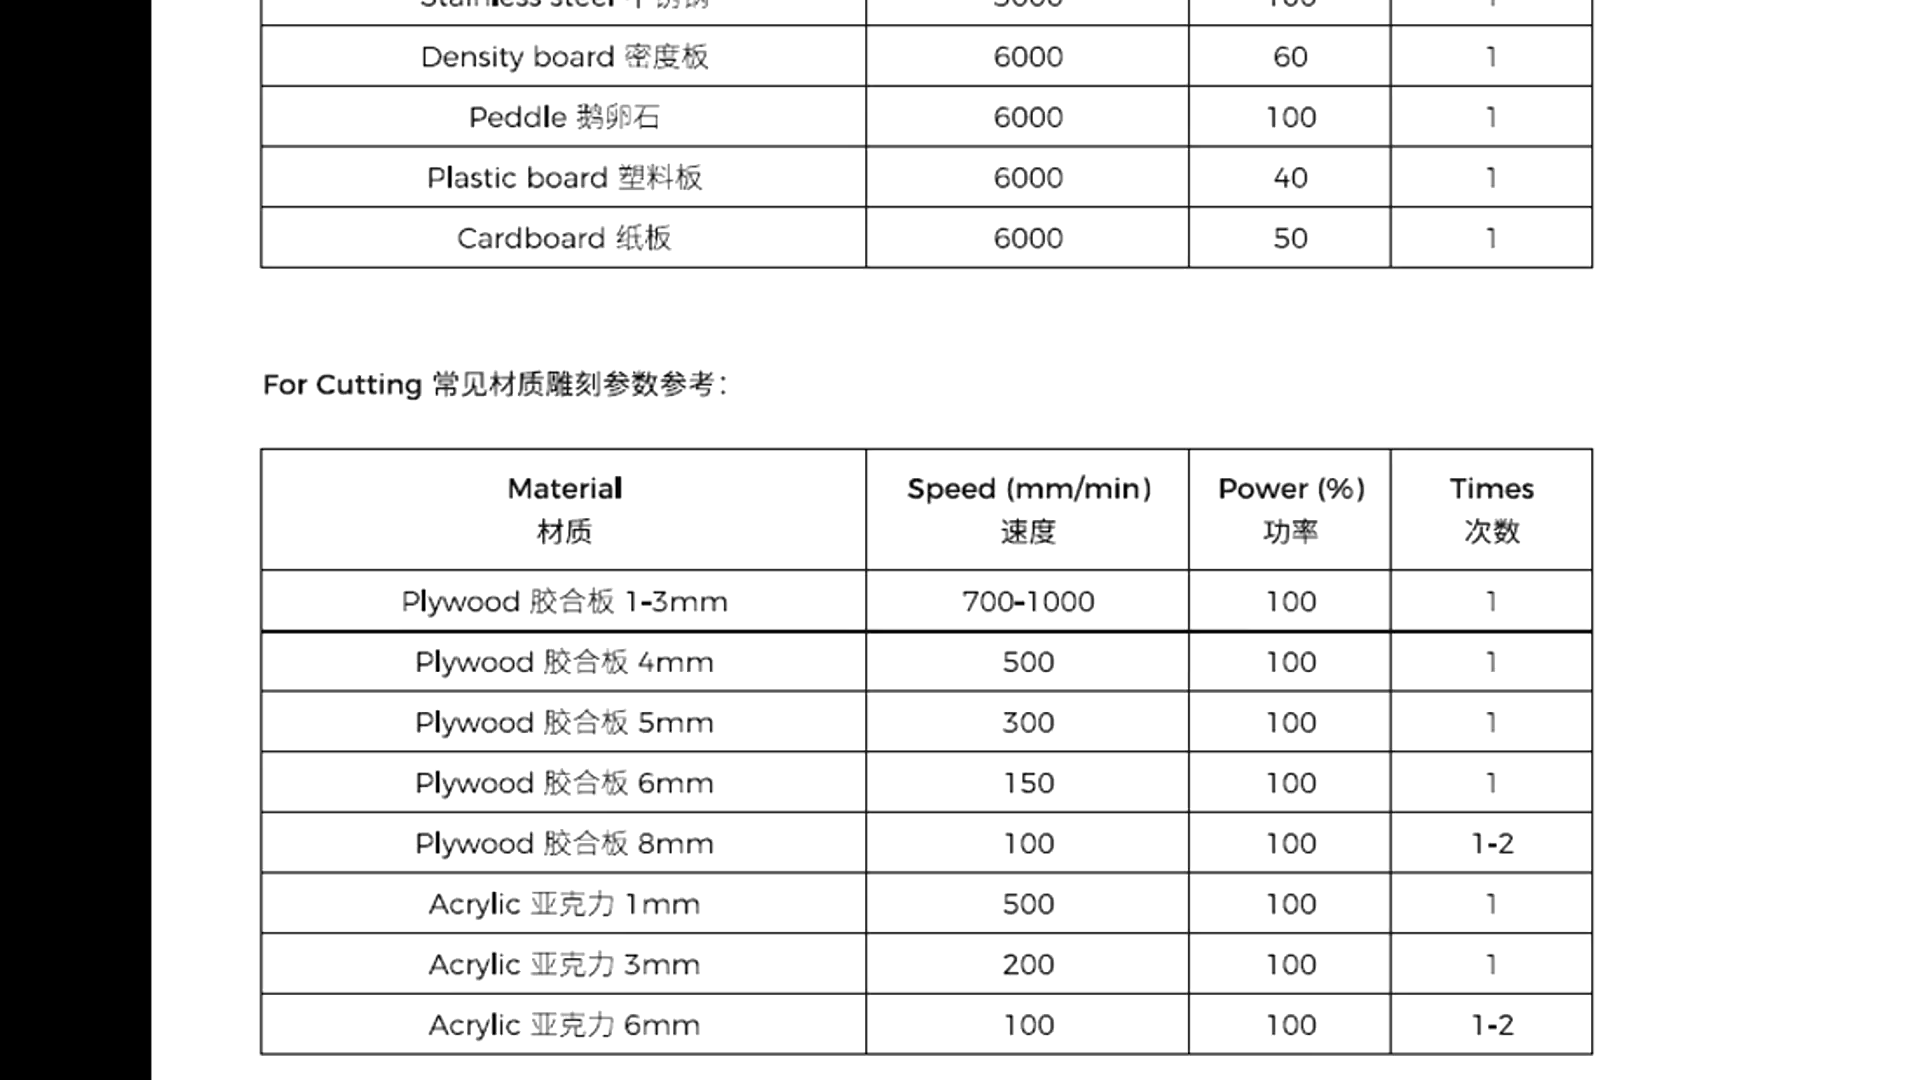 Density board 密度板 6000 60 1
Peddle 鹅卵石 6000 100 1
Plastic board 塑料板 6000 40 1
Cardboard 纸板 6000 50 1
For Cutting 常见材质雕刻参数参考：
Material Speed (mm/min) Power (%) Times
材质 速度 功率 次数
Plywood 胶合板 1-3mm 700-1000 100 1
Plywood 胶合板 4mm 500 100 1
Plywood 胶合板 5mm 300 100 1
Plywood 胶合板 6mm 150 100 1
Plywood 胶合板 8mm 100 100 1-2
Acrylic 亚克力 1mm 500 100 1
Acrylic 亚克力 3mm 200 100 1
Acrylic 亚克力 6mm 100 100 1-2